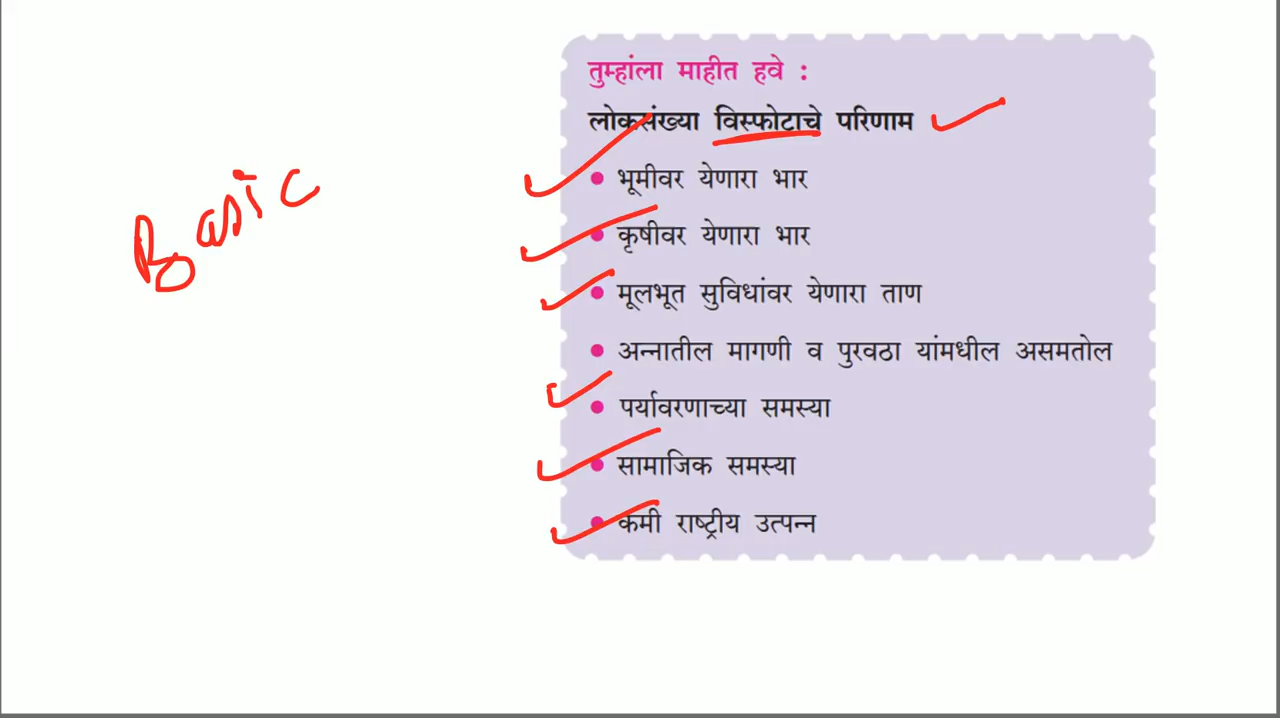 तुम्हांला माहीत हवे :
लोकसंख्या विस्फोटाचे परिणाम
• भूमीवर येणारा भार
• कृषीवर येणारा भार
• मूलभूत सुविधांवर येणारा ताण
• अन्नातील मागणी व पुरवठा यांमधील असमतोल
• पर्यावरणाच्या समस्या
• सामाजिक समस्या
• कमी राष्ट्रीय उत्पन्न
Basic